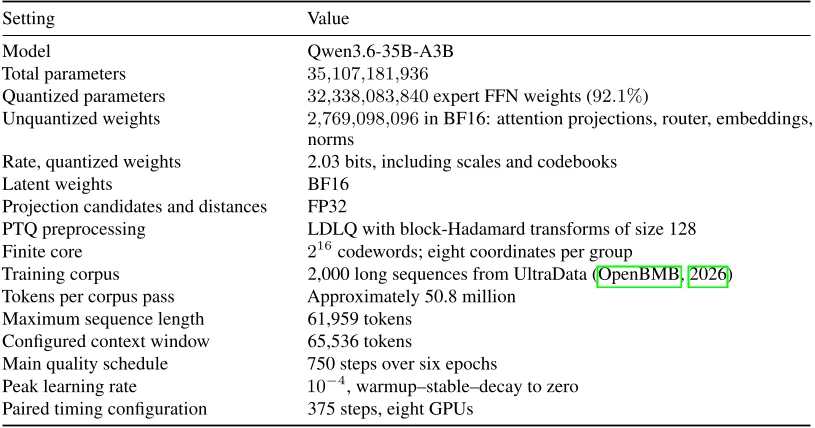 Setting Value
Model Qwen3.6-35B-A3B
Total parameters 35,107,181,936
Quantized parameters 32,338,083,840 expert FFN weights (92.1%)
Unquantized weights 2,769,098,096 in BF16: attention projections, router, embeddings,
norms
Rate, quantized weights 2.03 bits, including scales and codebooks
Latent weights BF16
Projection candidates and distances FP32
PTQ preprocessing LDLQ with block-Hadamard transforms of size 128
Finite core 2¹⁶ codewords; eight coordinates per group
Training corpus 2,000 long sequences from UltraData (OpenBMB, 2026)
Tokens per corpus pass Approximately 50.8 million
Maximum sequence length 61,959 tokens
Configured context window 65,536 tokens
Main quality schedule 750 steps over six epochs
Peak learning rate 10⁻⁴, warmup–stable–decay to zero
Paired timing configuration 375 steps, eight GPUs